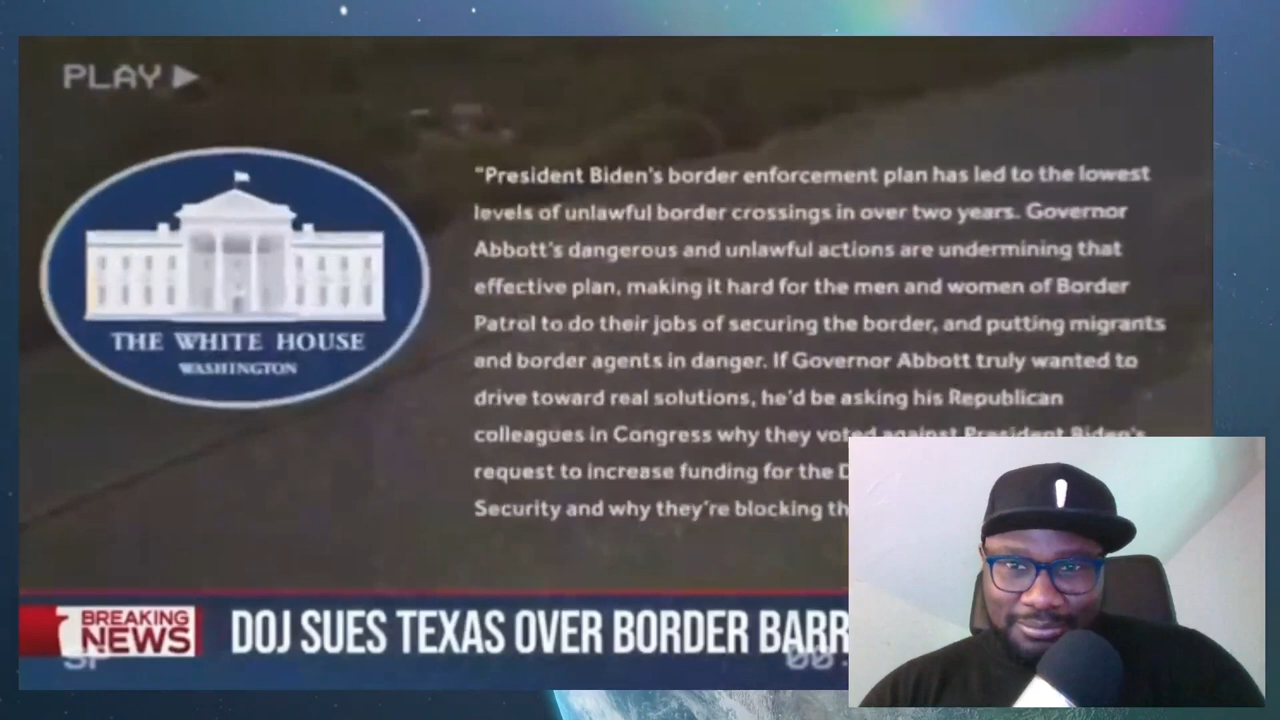 PLAY
THE WHITE HOUSE
WASHINGTON
"President Biden's border enforcement plan has led to the lowest
levels of unlawful border crossings in over two years. Governor
Abbott's dangerous and unlawful actions are undermining that
effective plan, making it hard for the men and women of Border
Patrol to do their jobs of securing the border, and putting migrants
and border agents in danger. If Governor Abbott truly wanted to
drive toward real solutions, he'd be asking his Republican
colleagues in Congress why they voted against President Biden's
request to increase funding for the D
Security and why they're blocking th
BREAKING
NEWS
DOJ SUES TEXAS OVER BORDER BARR
SP
00: